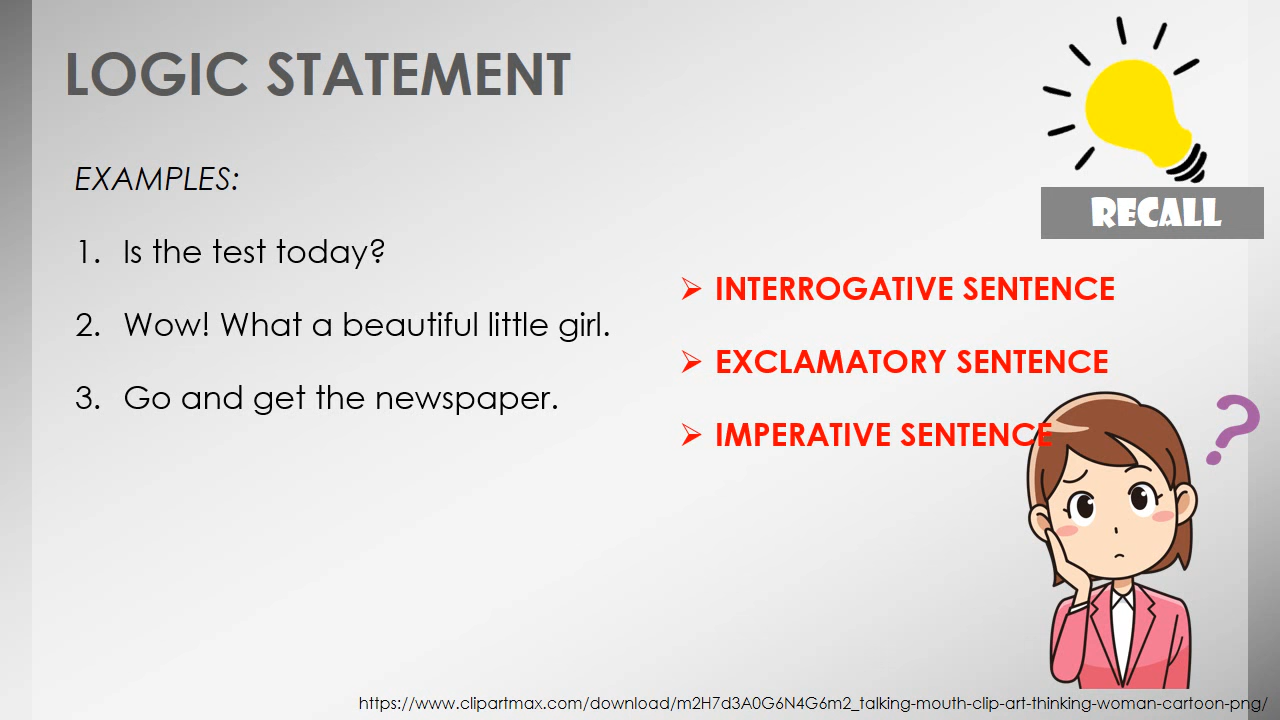 LOGIC STATEMENT
RECALL
EXAMPLES:
1. Is the test today?
2. Wow! What a beautiful little girl.
3. Go and get the newspaper.
➢ INTERROGATIVE SENTENCE
➢ EXCLAMATORY SENTENCE
➢ IMPERATIVE SENTENCE
?
https://www.clipartmax.com/download/m2H7d3A0G6N4G6m2_talking-mouth-clip-art-thinking-woman-cartoon-png/